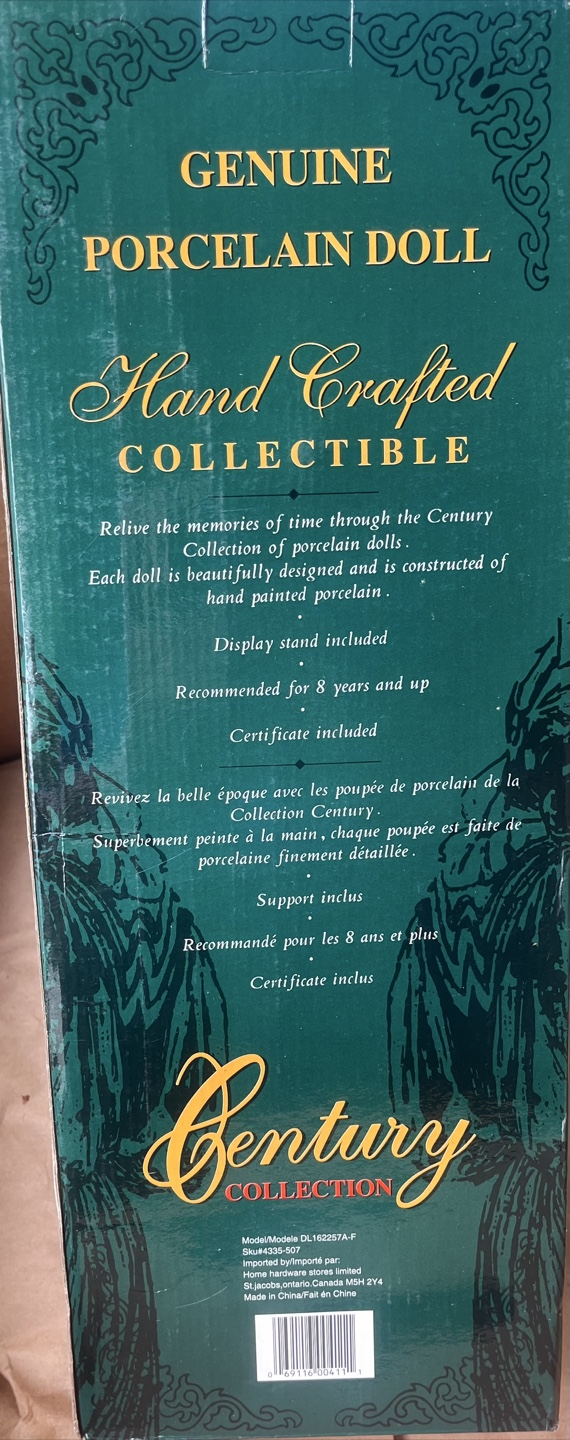 GENUINE
PORCELAIN DOLL
Hand Crafted
COLLECTIBLE
Relive the memories of time through the Century
Collection of porcelain dolls.
Each doll is beautifully designed and is constructed of
hand painted porcelain.
Display stand included
Recommended for 8 years and up
Certificate included
Revivez la belle époque avec les poupée de porcelain de la
Collection Century.
Superbement peinte à la main, chaque poupée est faite de
porcelaine finement détaillée.
Support inclus
Recommandé pour les 8 ans et plus
Certificate inclus
Century
COLLECTION
Model/Modele DL162257A-F
Sku#4335-507
Imported by/Importé par:
Home hardware stores limited
St.jacobs,ontario.Canada M5H 2Y4
Made in China/Fait én Chine
0 69116 00411 1